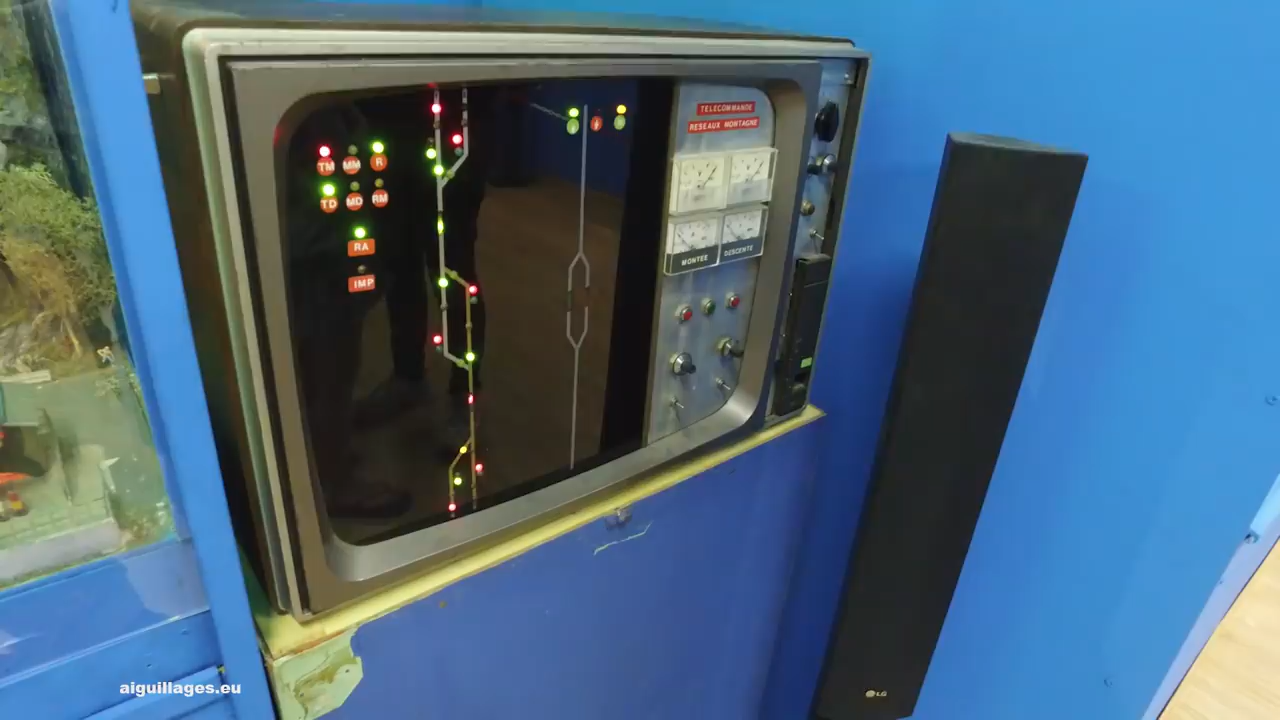 TELECOMMANDE
RESEAUX MONTAGNE
TM MM R
TD MD RM
RA
IMP
MONTEE DESCENTE
LG
aiguillages.eu